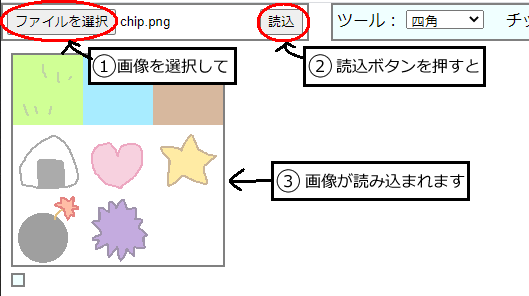 ファイルを選択 chip.png 読込 ツール： 四角 チッ
①画像を選択して
② 読込ボタンを押すと
③ 画像が読み込まれます